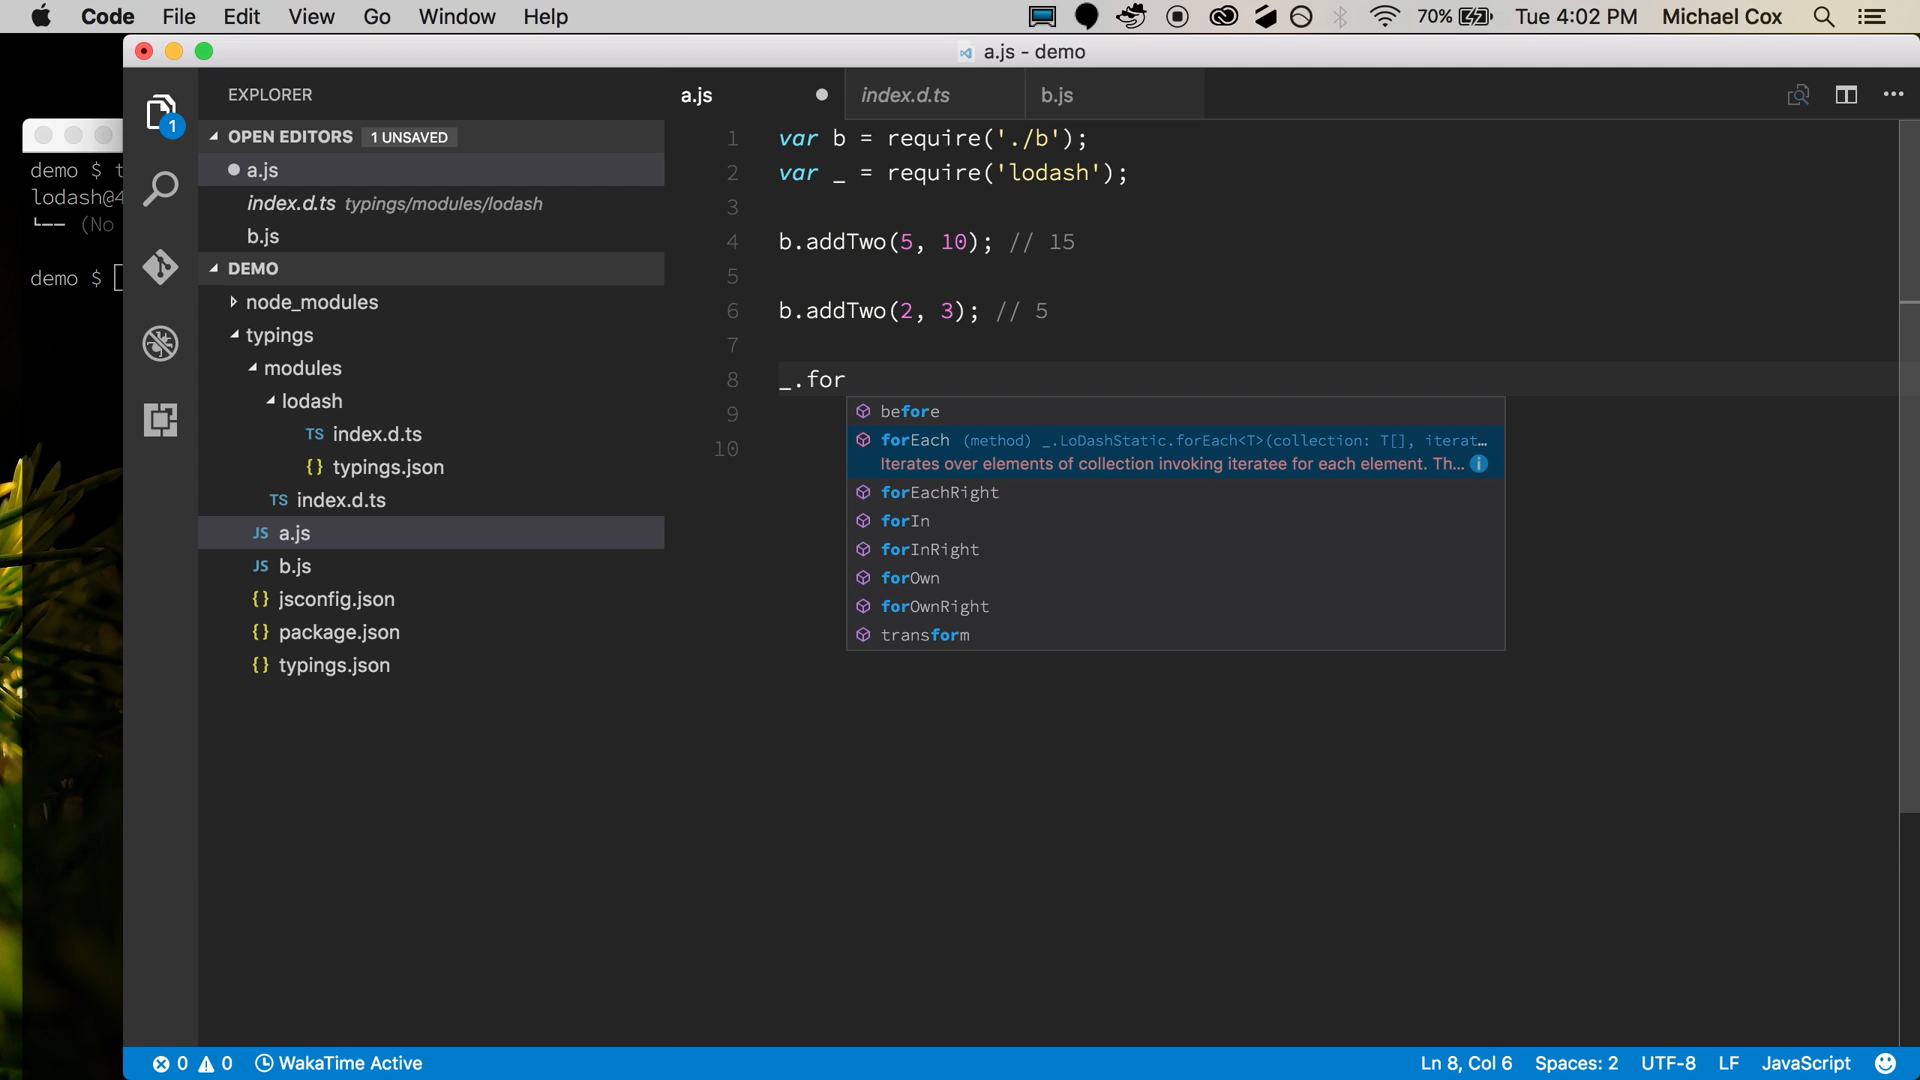 Code File Edit View Go Window Help 70% Tue 4:02 PM Michael Cox
a.js - demo
demo $ t
lodash@4
└── (No
demo $
EXPLORER
OPEN EDITORS 1 UNSAVED
a.js
index.d.ts typings/modules/lodash
b.js
DEMO
node_modules
typings
modules
lodash
TS index.d.ts
{} typings.json
TS index.d.ts
JS a.js
JS b.js
{} jsconfig.json
{} package.json
{} typings.json
1
a.js index.d.ts b.js
1 var b = require('./b');
2 var _ = require('lodash');
3
4 b.addTwo(5, 10); // 15
5
6 b.addTwo(2, 3); // 5
7
8 _.for
9
10
before
forEach (method) _.LoDashStatic.forEach<T>(collection: T[], iterat…
Iterates over elements of collection invoking iteratee for each element. Th…
forEachRight
forIn
forInRight
forOwn
forOwnRight
transform
0 0 WakaTime Active Ln 8, Col 6 Spaces: 2 UTF-8 LF JavaScript